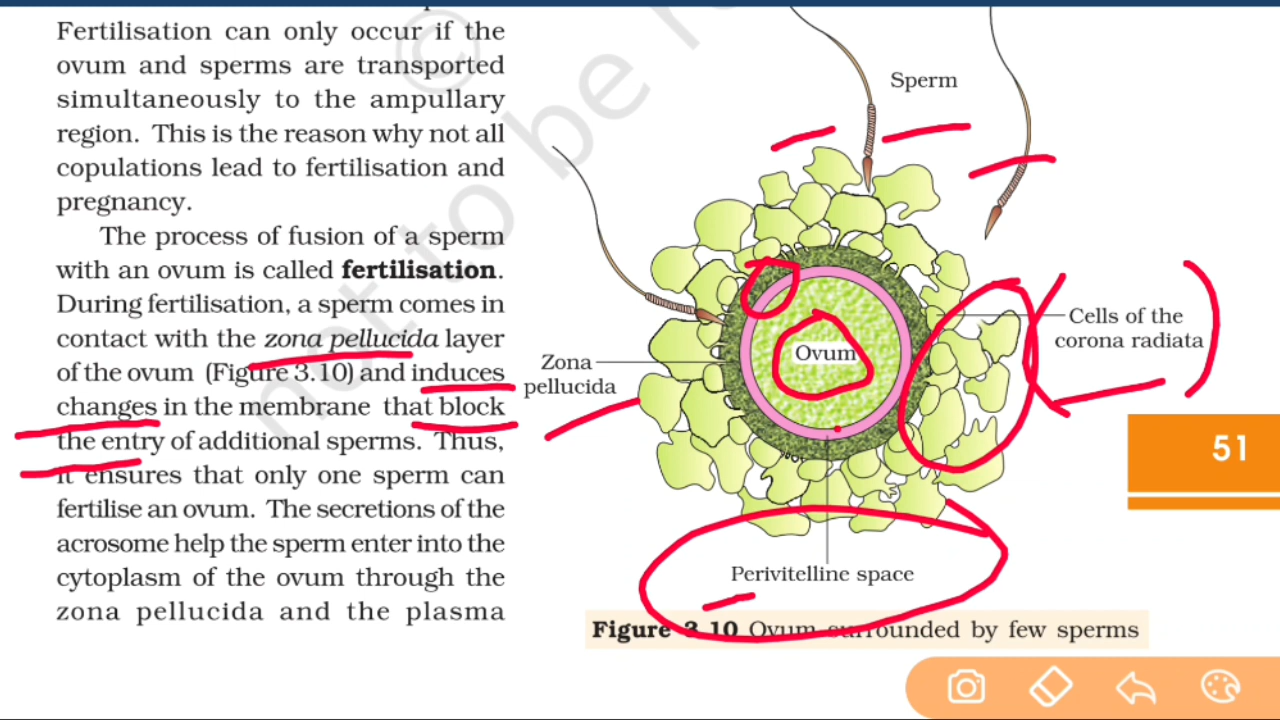 Fertilisation can only occur if the
ovum and sperms are transported
simultaneously to the ampullary
region. This is the reason why not all
copulations lead to fertilisation and
pregnancy.
The process of fusion of a sperm
with an ovum is called fertilisation.
During fertilisation, a sperm comes in
contact with the zona pellucida layer
of the ovum (Figure 3.10) and induces
changes in the membrane that block
the entry of additional sperms. Thus,
it ensures that only one sperm can
fertilise an ovum. The secretions of the
acrosome help the sperm enter into the
cytoplasm of the ovum through the
zona pellucida and the plasma
Sperm
Ovum
Cells of the
corona radiata
Zona
pellucida
Perivitelline space
Figure 3.10 Ovum surrounded by few sperms
51
© not to be r